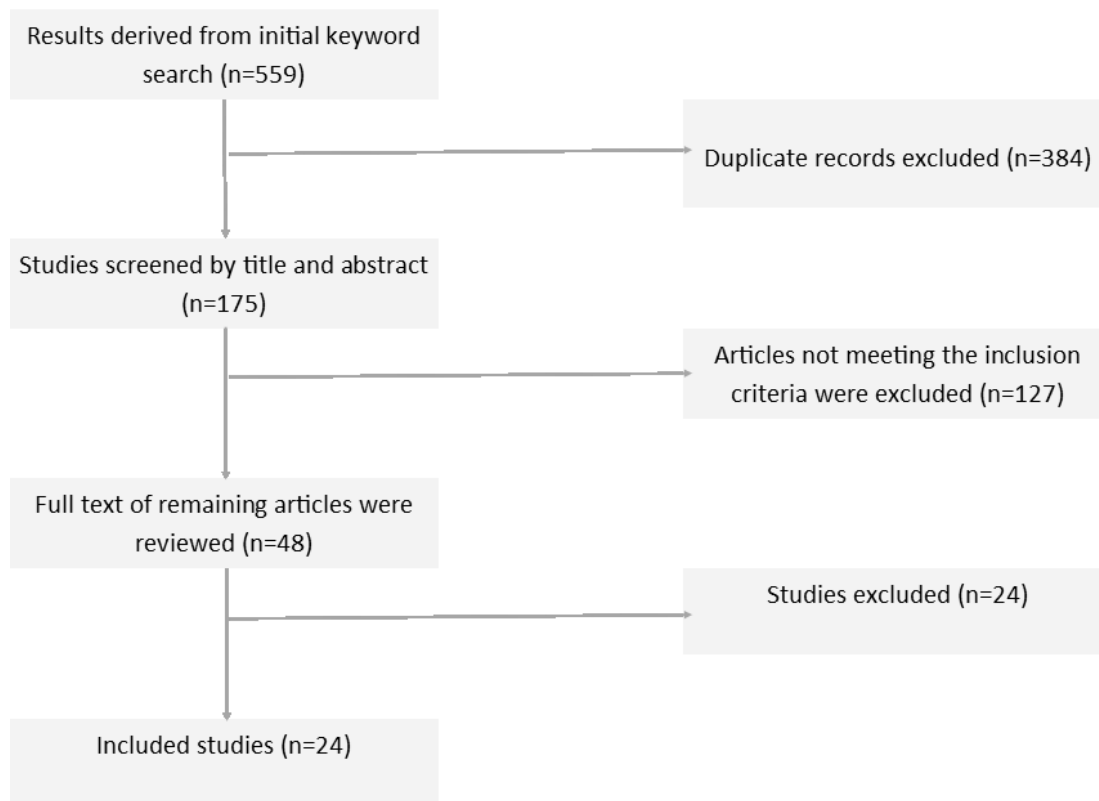 Results derived from initial keyword
search (n=559)
Duplicate records excluded (n=384)
Studies screened by title and abstract
(n=175)
Articles not meeting the inclusion
criteria were excluded (n=127)
Full text of remaining articles were
reviewed (n=48)
Studies excluded (n=24)
Included studies (n=24)